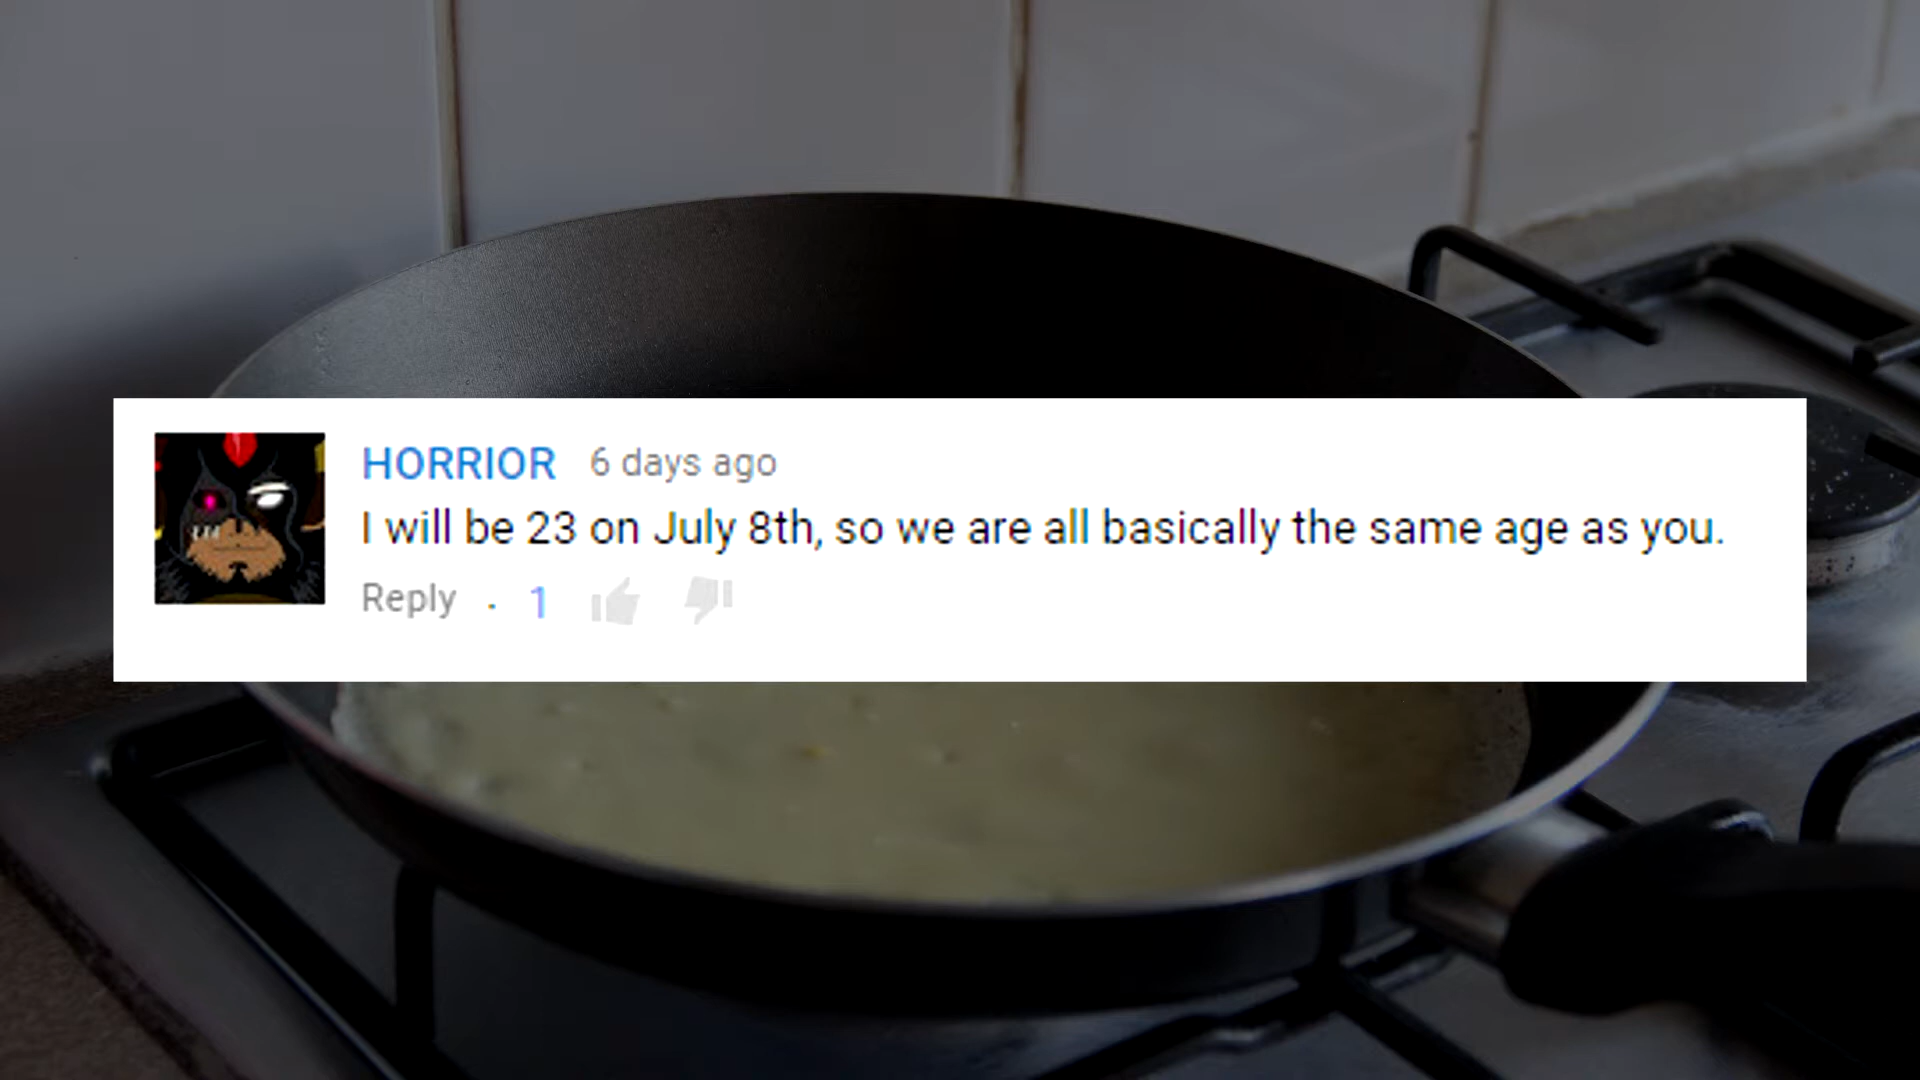 HORRIOR 6 days ago
I will be 23 on July 8th, so we are all basically the same age as you.
Reply · 1